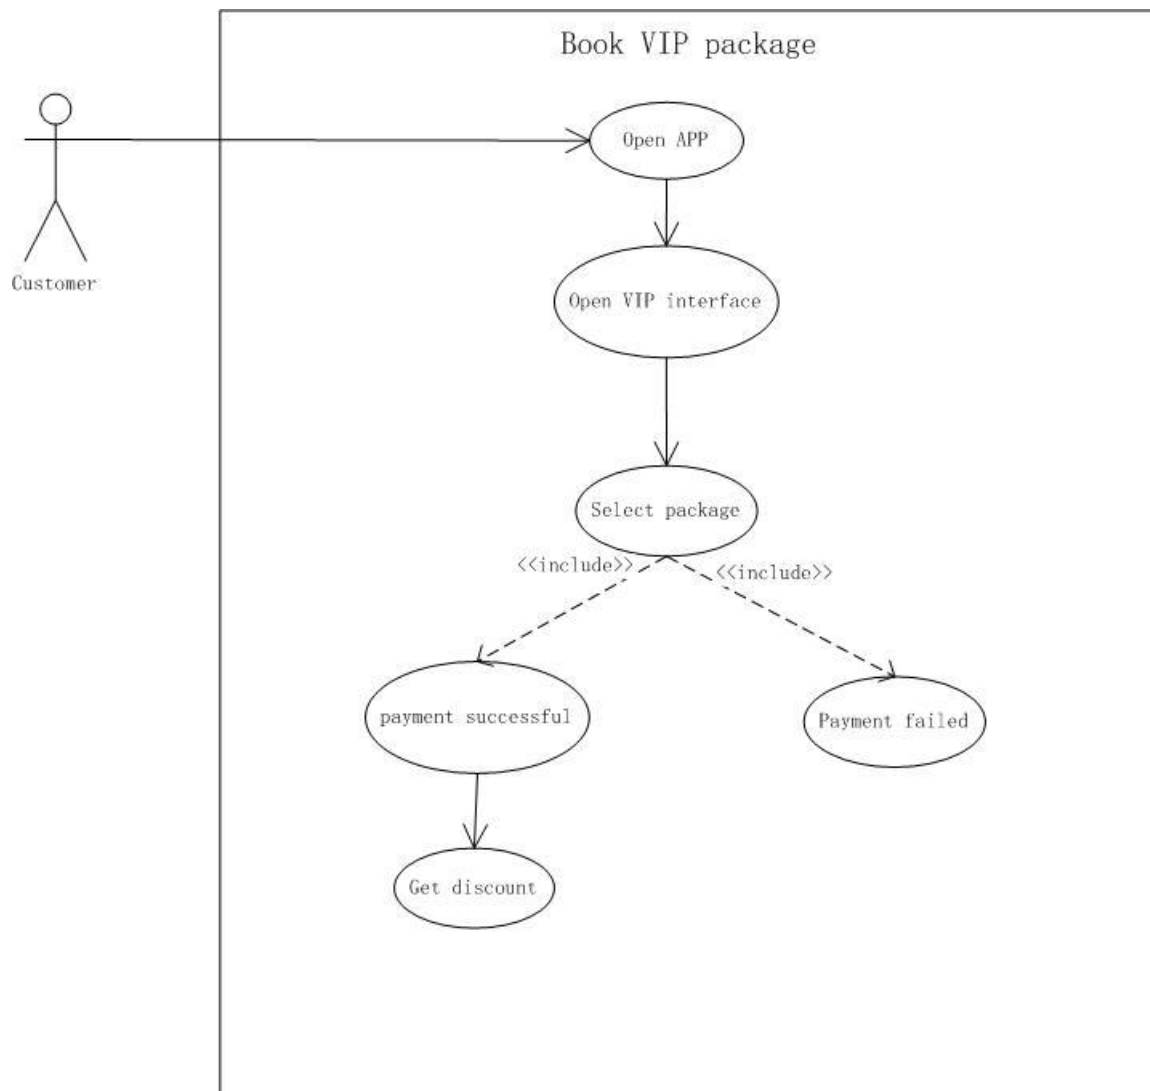 Book VIP package
Open APP
Customer
Open VIP interface
Select package
<<include>>
<<include>>
payment successful
Payment failed
Get discount